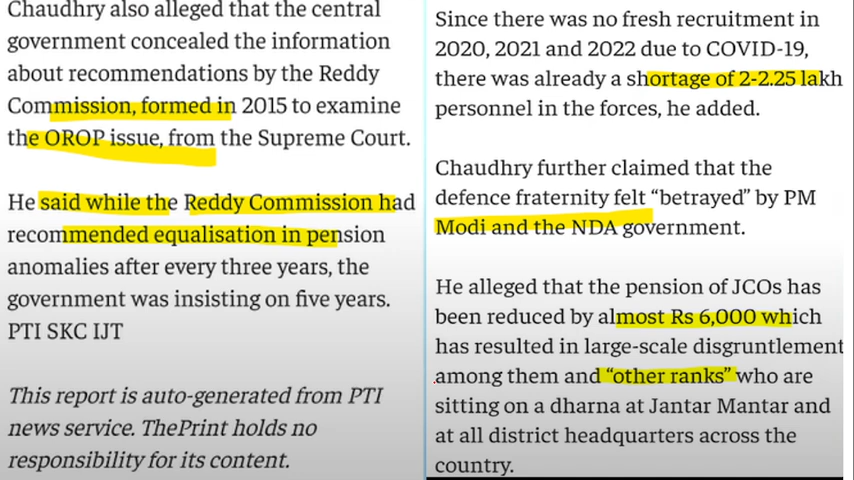 Chaudhry also alleged that the central
government concealed the information
about recommendations by the Reddy
Commission, formed in 2015 to examine
the OROP issue, from the Supreme Court.
He said while the Reddy Commission had
recommended equalisation in pension
anomalies after every three years, the
government was insisting on five years.
PTI SKC IJT
This report is auto-generated from PTI
news service. ThePrint holds no
responsibility for its content.
Since there was no fresh recruitment in
2020, 2021 and 2022 due to COVID-19,
there was already a shortage of 2-2.25 lakh
personnel in the forces, he added.
Chaudhry further claimed that the
defence fraternity felt “betrayed” by PM
Modi and the NDA government.
He alleged that the pension of JCOs has
been reduced by almost Rs 6,000 which
has resulted in large-scale disgruntlement
among them and “other ranks” who are
sitting on a dharna at Jantar Mantar and
at all district headquarters across the
country.